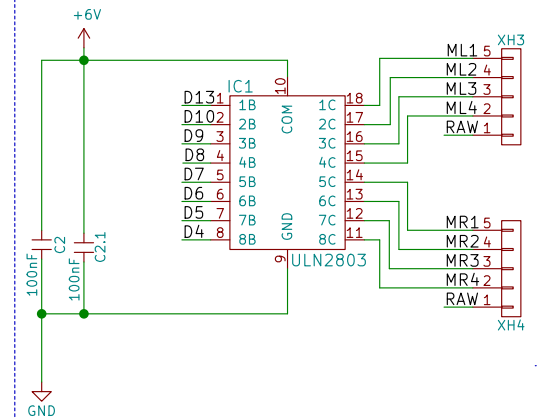 +6V
XH3
IC1
10
COM
D13 1 1B 1C 18
D10 2 2B 2C 17
D9 3 3B 3C 16
D8 4 4B 4C 15
D7 5 5B 5C 14
D6 6 6B 6C 13
D5 7 7B 7C 12
D4 8 8B 8C 11
GND
9
ULN2803
ML1 5
ML2 4
ML3 3
ML4 2
RAW 1
MR1 5
MR2 4
MR3 3
MR4 2
RAW 1
XH4
C2
100nF
C2.1
100nF
GND